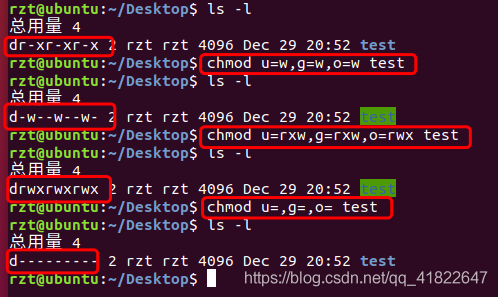 rzt@ubuntu:~/Desktop$ ls -l
总用量 4
dr-xr-xr-x 2 rzt rzt 4096 Dec 29 20:52 test
rzt@ubuntu:~/Desktop$ chmod u=w,g=w,o=w test
rzt@ubuntu:~/Desktop$ ls -l
总用量 4
d-w--w--w- 2 rzt rzt 4096 Dec 29 20:52 test
rzt@ubuntu:~/Desktop$ chmod u=rxw,g=rxw,o=rwx test
rzt@ubuntu:~/Desktop$ ls -l
总用量 4
drwxrwxrwx 2 rzt rzt 4096 Dec 29 20:52 test
rzt@ubuntu:~/Desktop$ chmod u=,g=,o= test
rzt@ubuntu:~/Desktop$ ls -l
总用量 4
d--------- 2 rzt rzt 4096 Dec 29 20:52 test
rzt@ubuntu:~/Desktop$
https://blog.csdn.net/qq_41822647